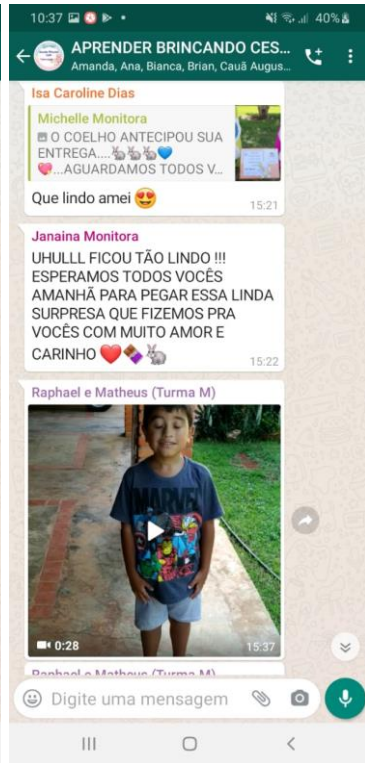 10:37
40%
APRENDER BRINCANDO CES...
Amanda, Ana, Bianca, Brian, Cauã Augus...
Isa Caroline Dias
Michelle Monitora
O COELHO ANTECIPOU SUA
ENTREGA....🐇🐇🐇💙
💖...AGUARDAMOS TODOS V...
Que lindo amei 😍
15:21
Janaina Monitora
UHULLL FICOU TÃO LINDO !!!
ESPERAMOS TODOS VOCÊS
AMANHÃ PARA PEGAR ESSA LINDA
SURPRESA QUE FIZEMOS PRA
VOCÊS COM MUITO AMOR E
CARINHO ❤️🍫🐇
15:22
Raphael e Matheus (Turma M)
MARVEL
0:28
15:37
Raphael e Matheus (Turma M)
Digite uma mensagem